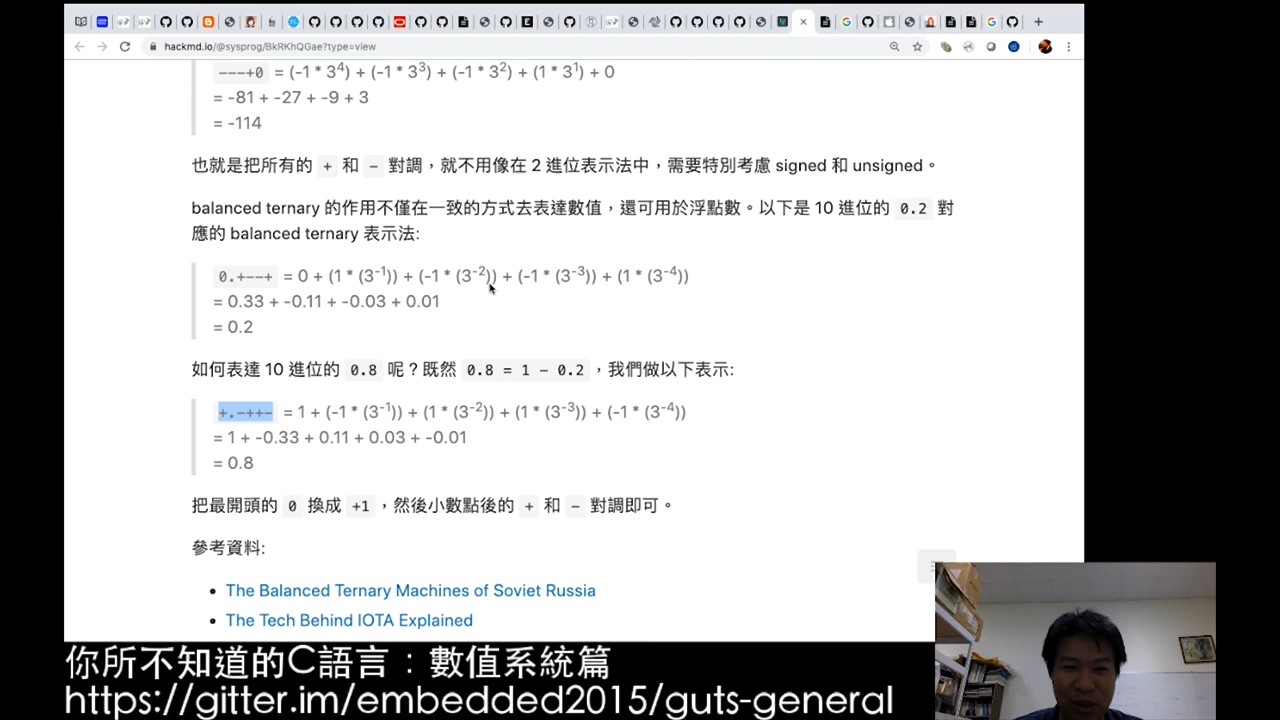 hackmd.io/@sysprog/BkRKhQGae?type=view
---+0 = (-1 * 3⁴) + (-1 * 3³) + (-1 * 3²) + (1 * 3¹) + 0
= -81 + -27 + -9 + 3
= -114
也就是把所有的 + 和 - 對調，就不用像在 2 進位表示法中，需要特別考慮 signed 和 unsigned。
balanced ternary 的作用不僅在一致的方式去表達數值，還可用於浮點數。以下是 10 進位的 0.2 對
應的 balanced ternary 表示法:
0.+--+ = 0 + (1 * (3⁻¹)) + (-1 * (3⁻²)) + (-1 * (3⁻³)) + (1 * (3⁻⁴))
= 0.33 + -0.11 + -0.03 + 0.01
= 0.2
如何表達 10 進位的 0.8 呢？既然 0.8 = 1 - 0.2，我們做以下表示:
+.-++- = 1 + (-1 * (3⁻¹)) + (1 * (3⁻²)) + (1 * (3⁻³)) + (-1 * (3⁻⁴))
= 1 + -0.33 + 0.11 + 0.03 + -0.01
= 0.8
把最開頭的 0 換成 +1，然後小數點後的 + 和 - 對調即可。
參考資料:
• The Balanced Ternary Machines of Soviet Russia
• The Tech Behind IOTA Explained
你所不知道的C語言：數值系統篇
https://gitter.im/embedded2015/guts-general